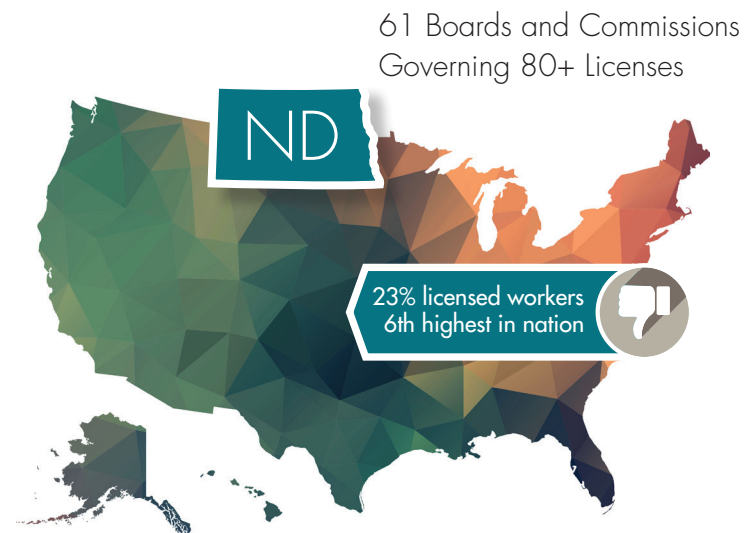 61 Boards and Commissions
Governing 80+ Licenses
ND
23% licensed workers
6th highest in nation